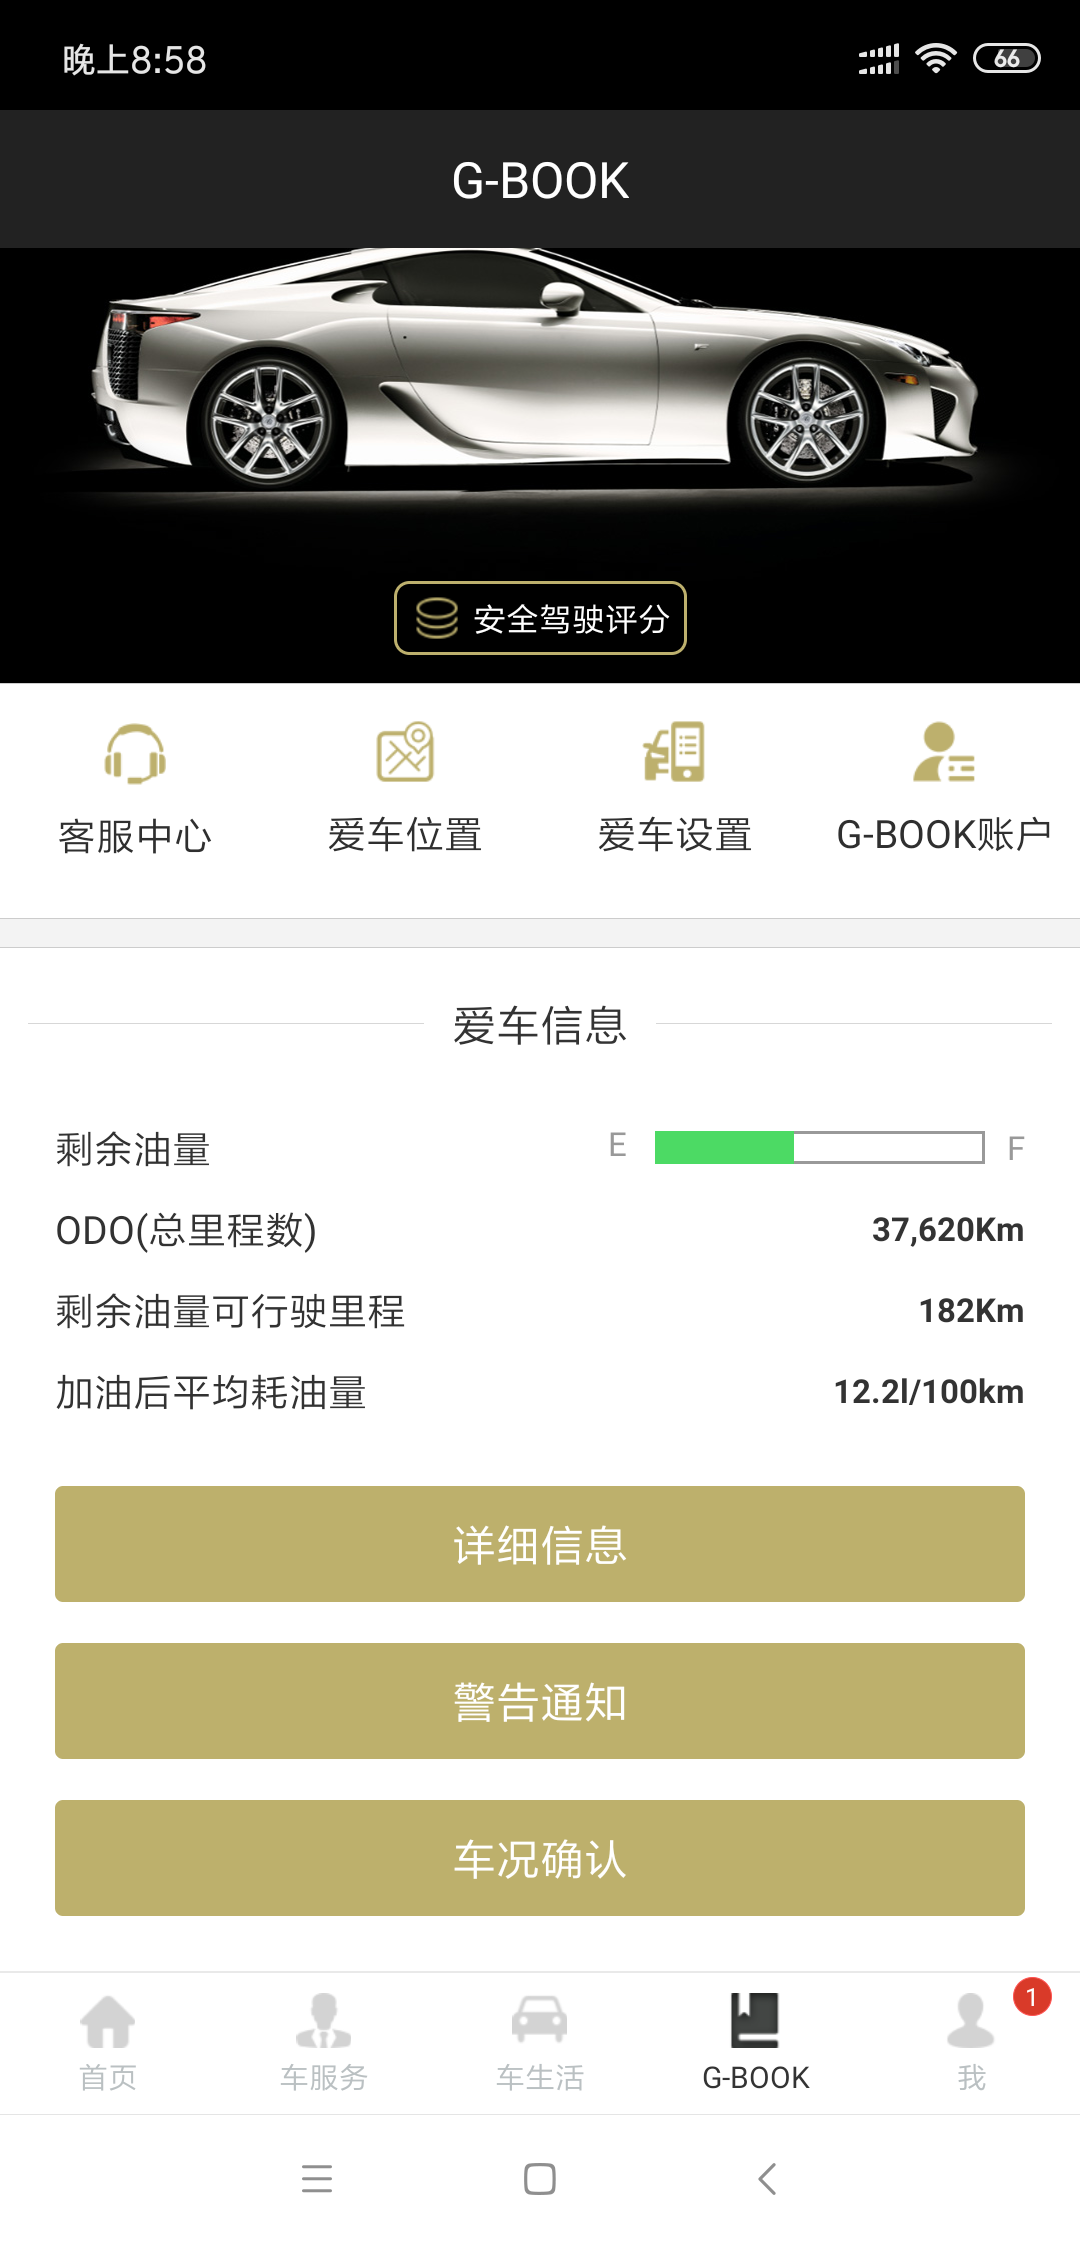 晚上8:58
66
G-BOOK
安全驾驶评分
客服中心
爱车位置
爱车设置
G-BOOK账户
爱车信息
剩余油量
E
F
ODO(总里程数)
37,620Km
剩余油量可行驶里程
182Km
加油后平均耗油量
12.2l/100km
详细信息
警告通知
车况确认
1
首页
车服务
车生活
G-BOOK
我